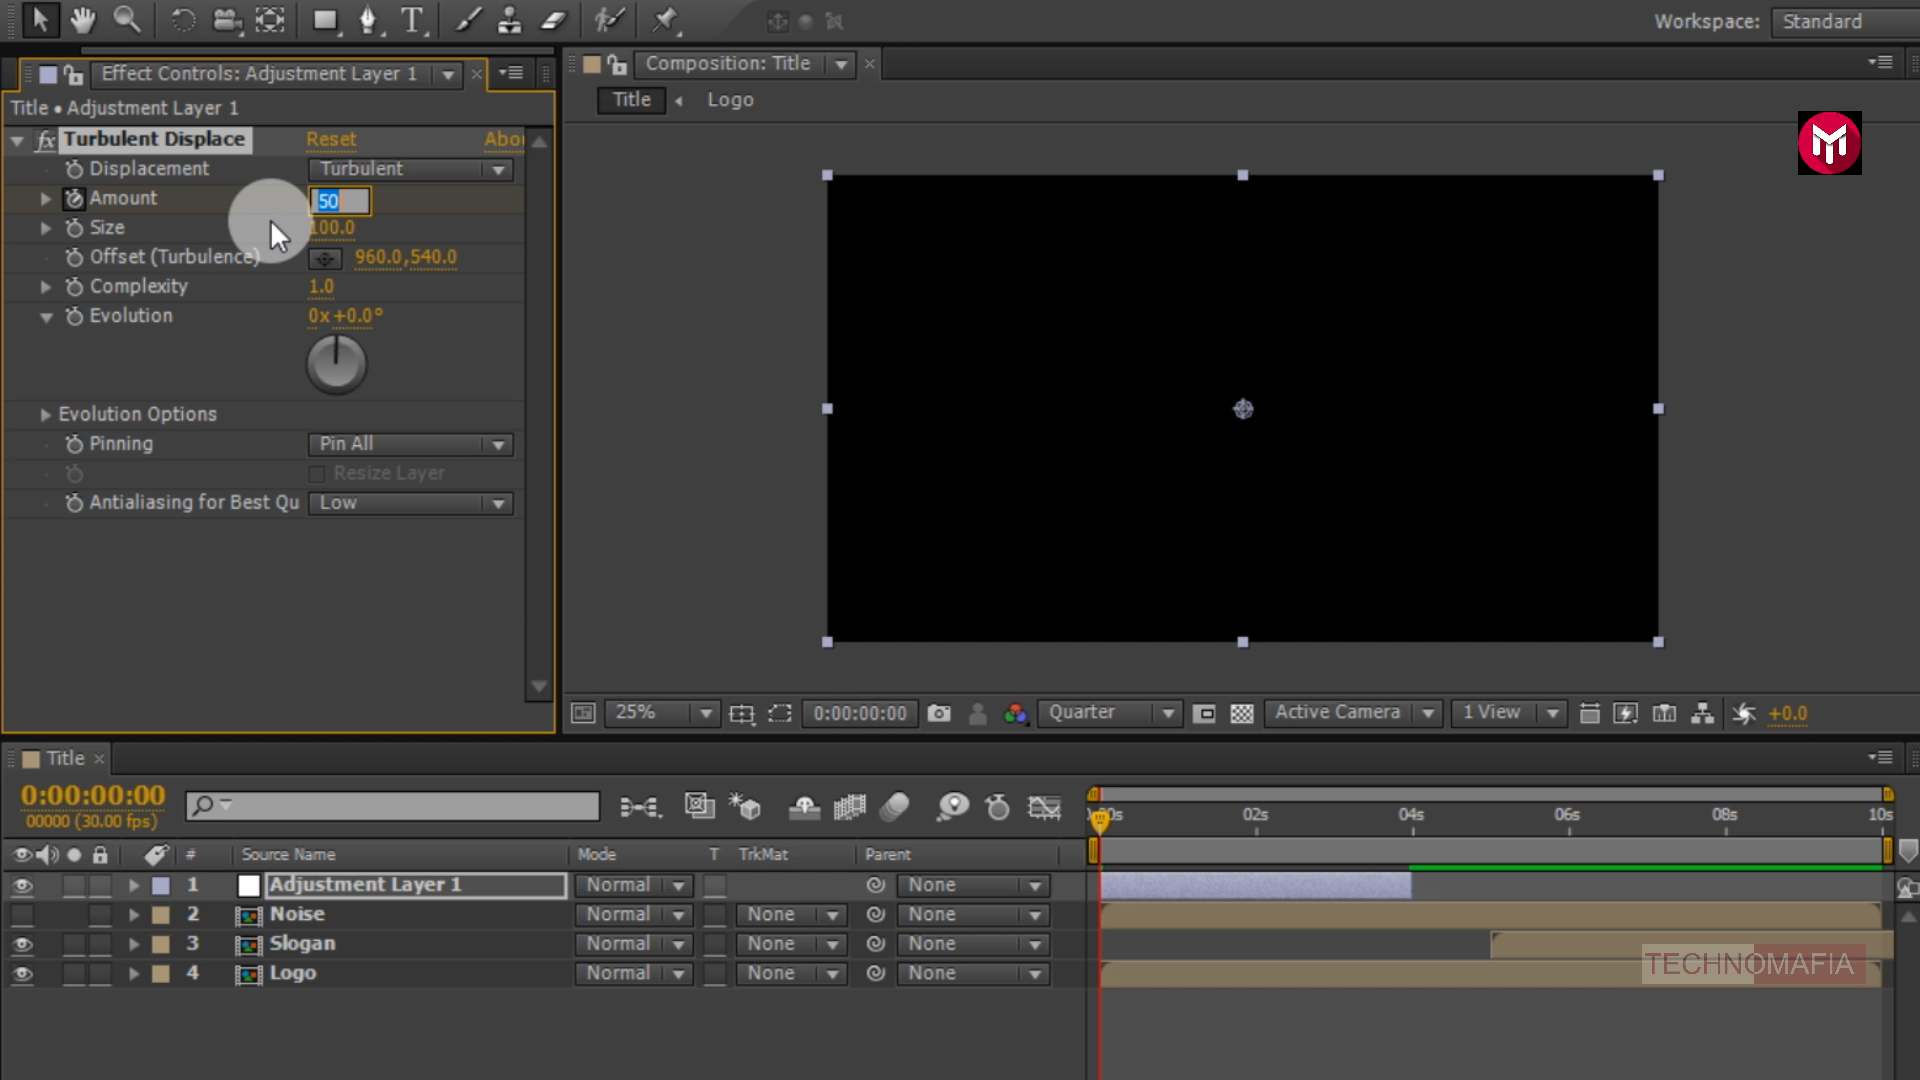 Workspace: Standard
Effect Controls: Adjustment Layer 1
Composition: Title
Title • Adjustment Layer 1
Title Logo
fx Turbulent Displace Reset Abou
Displacement Turbulent
Amount 50
Size 100.0
Offset (Turbulence) 960.0,540.0
Complexity 1.0
Evolution 0x+0.0°
Evolution Options
Pinning Pin All
Resize Layer
Antialiasing for Best Qu Low
25% 0:00:00:00 Quarter Active Camera 1 View +0.0
Title
0:00:00:00
00000 (30.00 fps)
02s 04s 06s 08s 10s
# Source Name Mode T TrkMat Parent
1 Adjustment Layer 1 Normal None
2 Noise Normal None None
3 Slogan Normal None None
4 Logo Normal None None
TECHNOMAFIA